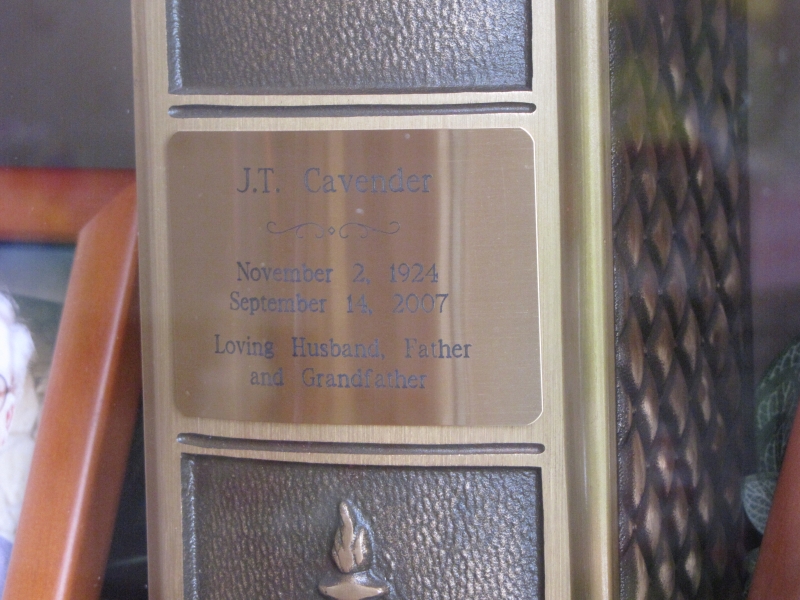 J.T. Cavender
November 2, 1924
September 14, 2007
Loving Husband, Father
and Grandfather